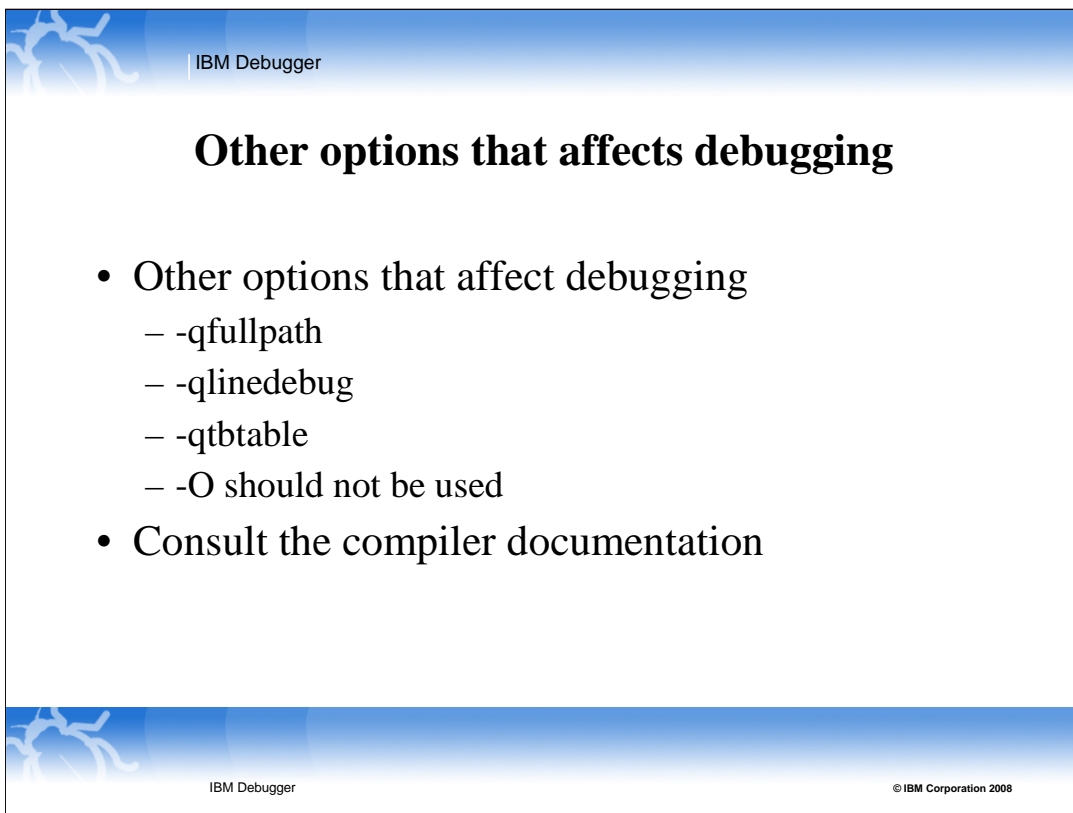 IBM Debugger
Other options that affects debugging
• Other options that affect debugging
– -qfullpath
– -qlinedebug
– -qtbtable
– -O should not be used
• Consult the compiler documentation
IBM Debugger
© IBM Corporation 2008